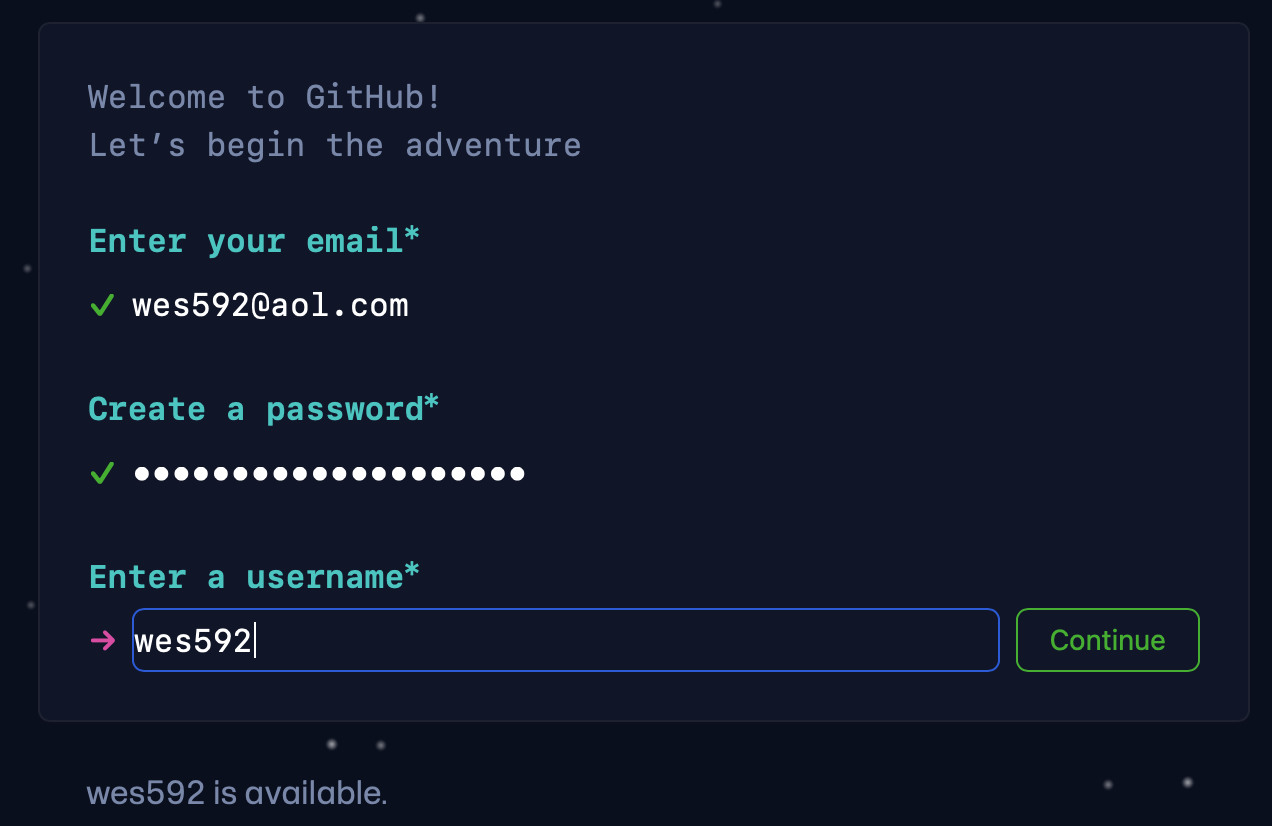 Welcome to GitHub!
Let’s begin the adventure
Enter your email*
✓ wes592@aol.com
Create a password*
✓ ••••••••••••••••••••
Enter a username*
→ wes592 Continue
wes592 is available.